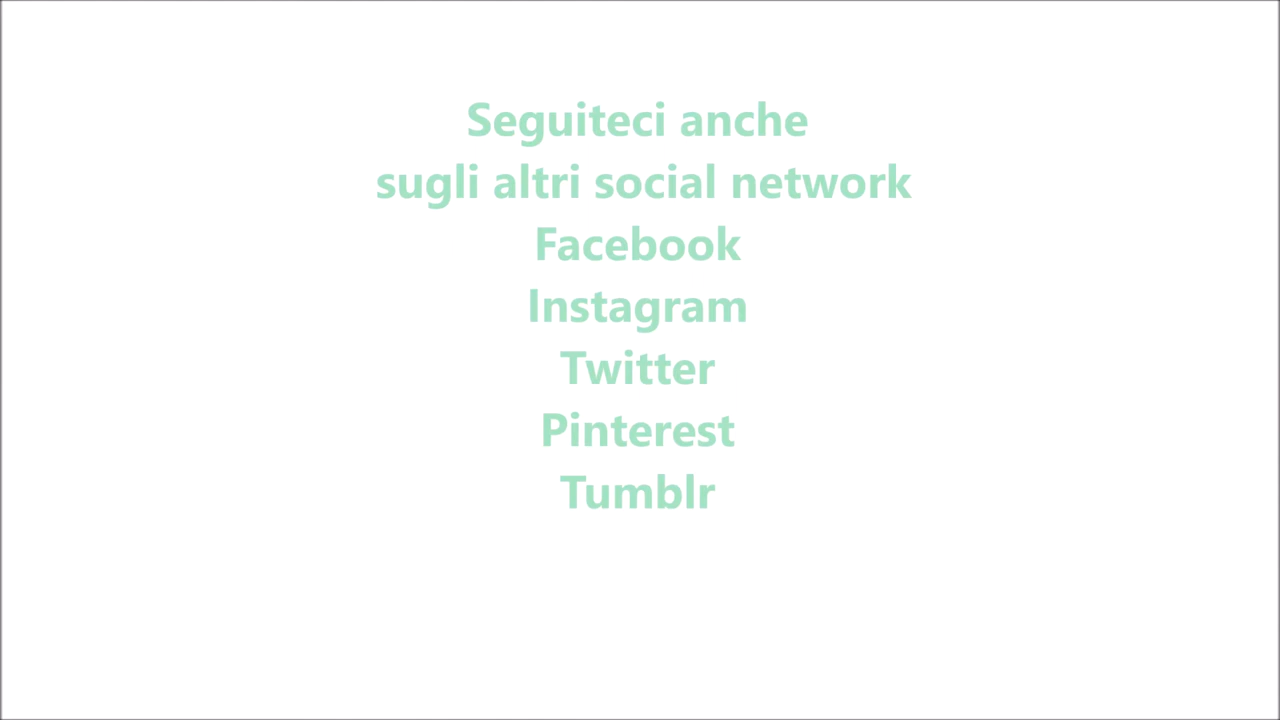 Seguiteci anche
sugli altri social network
Facebook
Instagram
Twitter
Pinterest
Tumblr